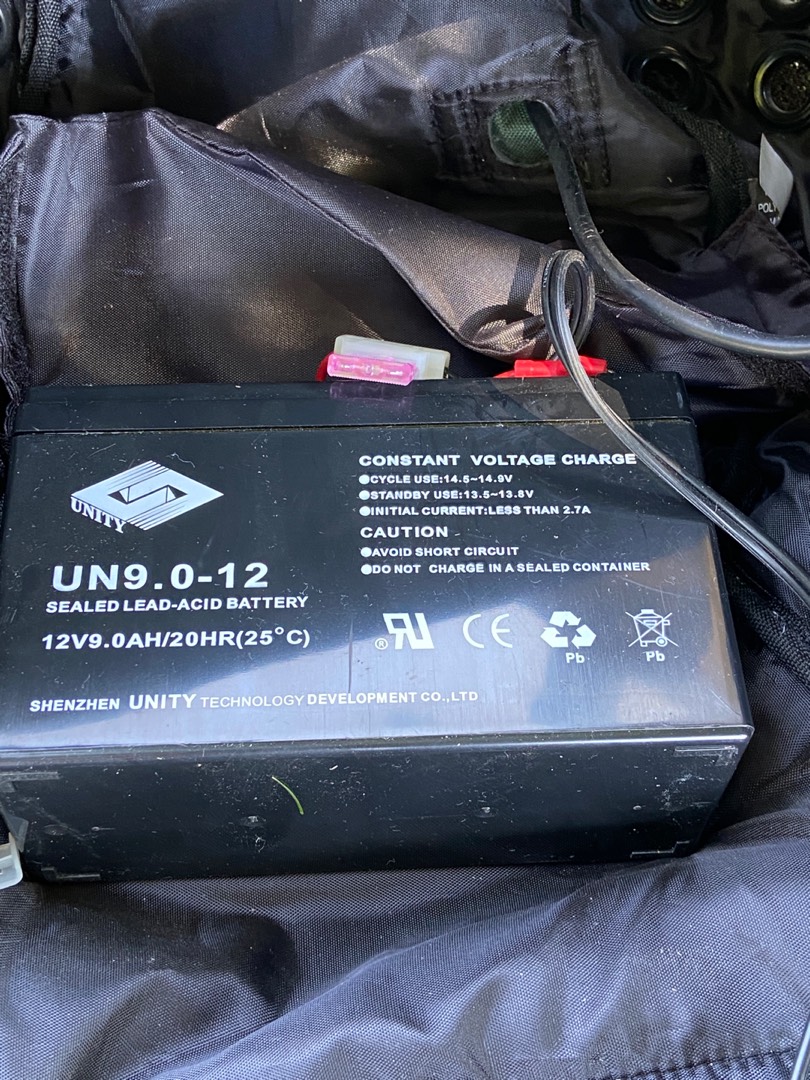 POLY
UNITY
CONSTANT VOLTAGE CHARGE
●CYCLE USE:14.5~14.9V
●STANDBY USE:13.5~13.8V
●INITIAL CURRENT:LESS THAN 2.7A
CAUTION
●AVOID SHORT CIRCUIT
●DO NOT CHARGE IN A SEALED CONTAINER
UN9.0-12
SEALED LEAD-ACID BATTERY
12V9.0AH/20HR(25°C)
® RU CE Pb Pb
SHENZHEN UNITY TECHNOLOGY DEVELOPMENT CO.,LTD